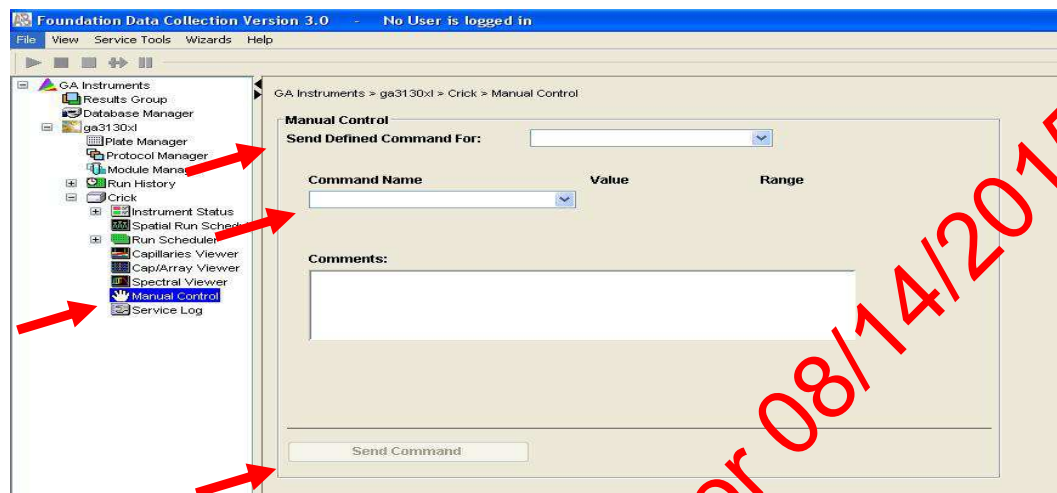 Foundation Data Collection Version 3.0 - No User is logged in
File View Service Tools Wizards Help
GA Instruments
Results Group
Database Manager
ga3130xl
Plate Manager
Protocol Manager
Module Mana
Run History
Crick
Instrument Status
Spatial Run Sched
Run Scheduler
Capillaries Viewer
Cap/Array Viewer
Spectral Viewer
Manual Control
Service Log
GA Instruments > ga3130xl > Crick > Manual Control
Manual Control
Send Defined Command For:
Command Name Value Range
Comments:
Send Command
r 08/14/2015